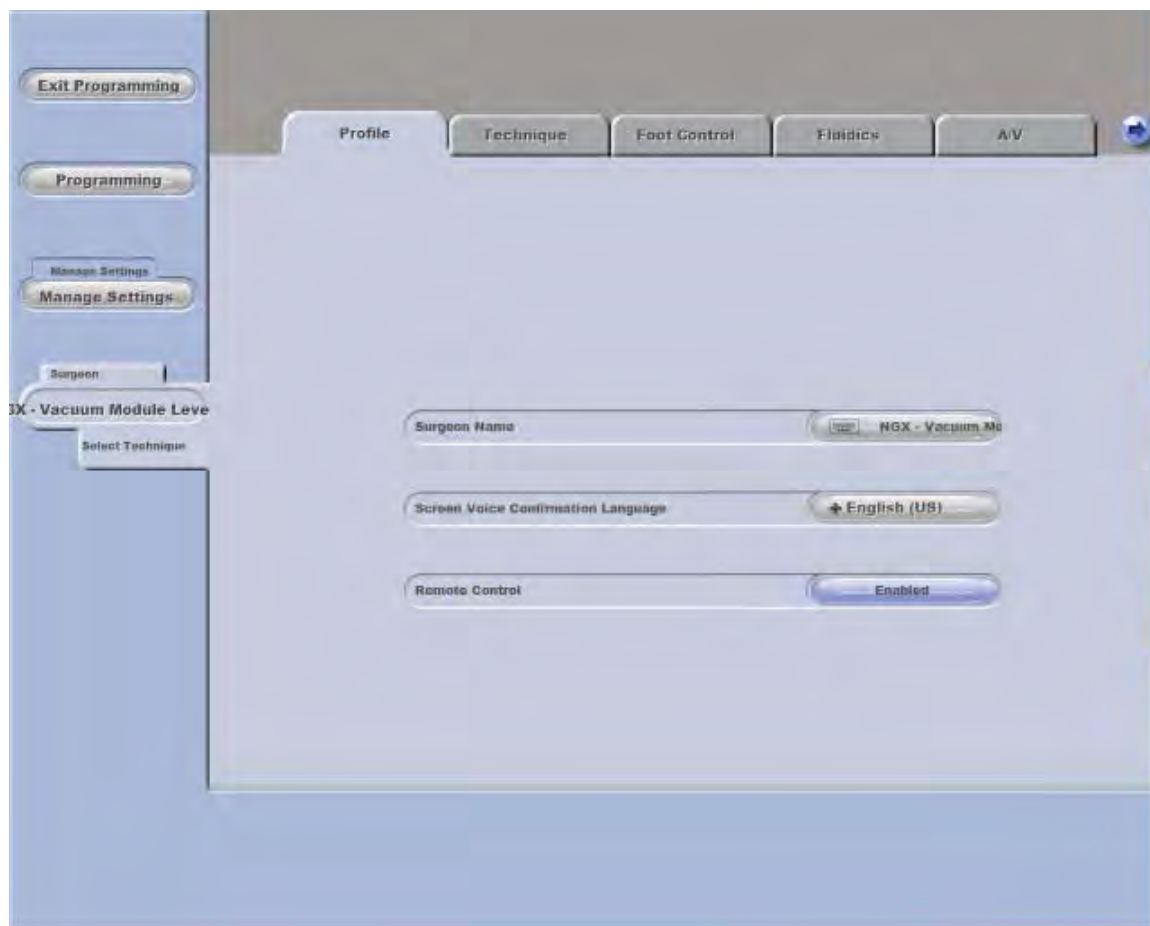 Exit Programming
Programming
Manage Settings
Manage Settings
Surgeon
GX - Vacuum Module Leve
Select Technique
Profile
Technique
Foot Control
Fluidics
A/V
Surgeon Name
NGX - Vacuum Mo
Screen Voice Confirmation Language
+ English (US)
Remote Control
Enabled